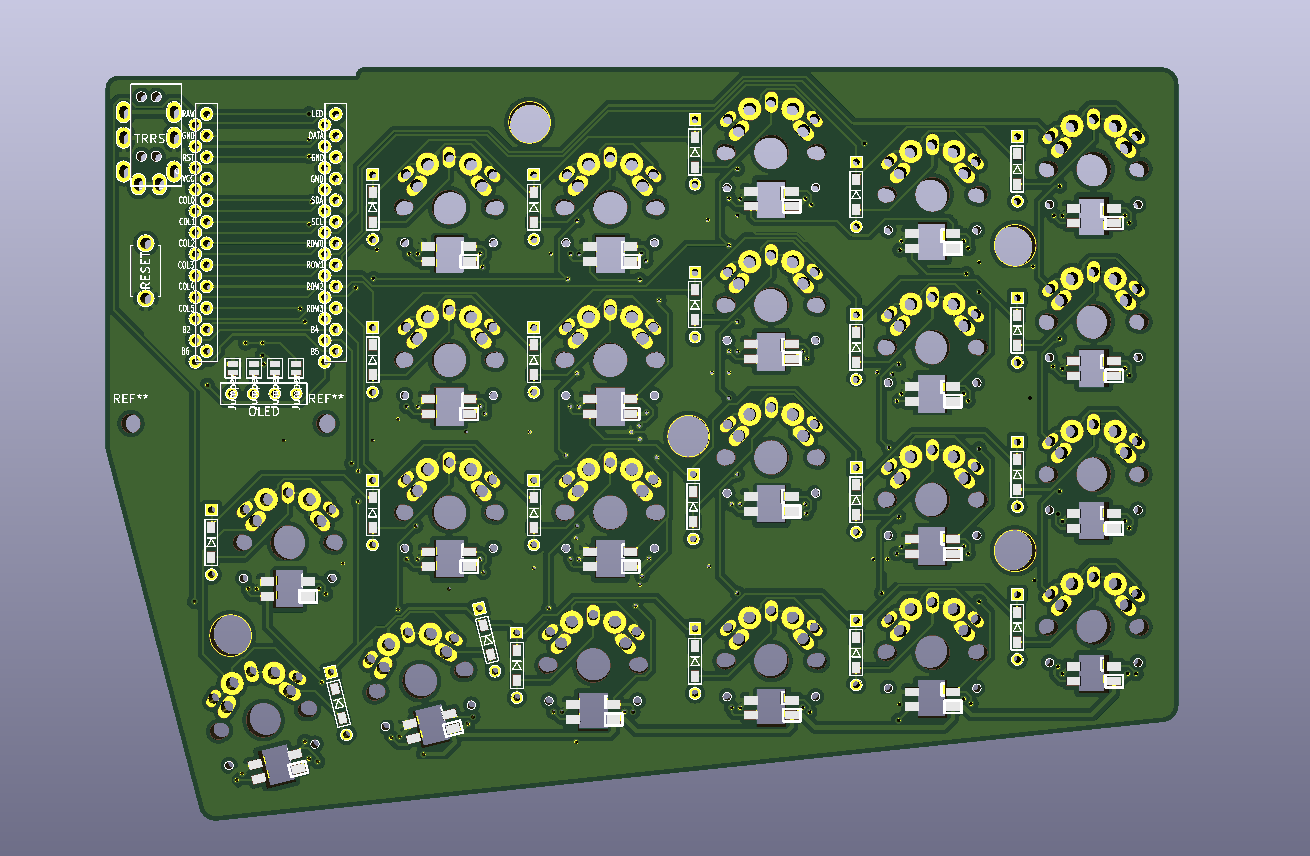 TRRS
RAW
GND
RST
VCC
COL0
COL1
COL2
COL3
COL4
COL5
B2
B6
LED
DATA
GND
GND
SDA
SCL
ROW0
ROW1
ROW2
ROW3
B4
B5
RESET
OLED
REF**
REF**